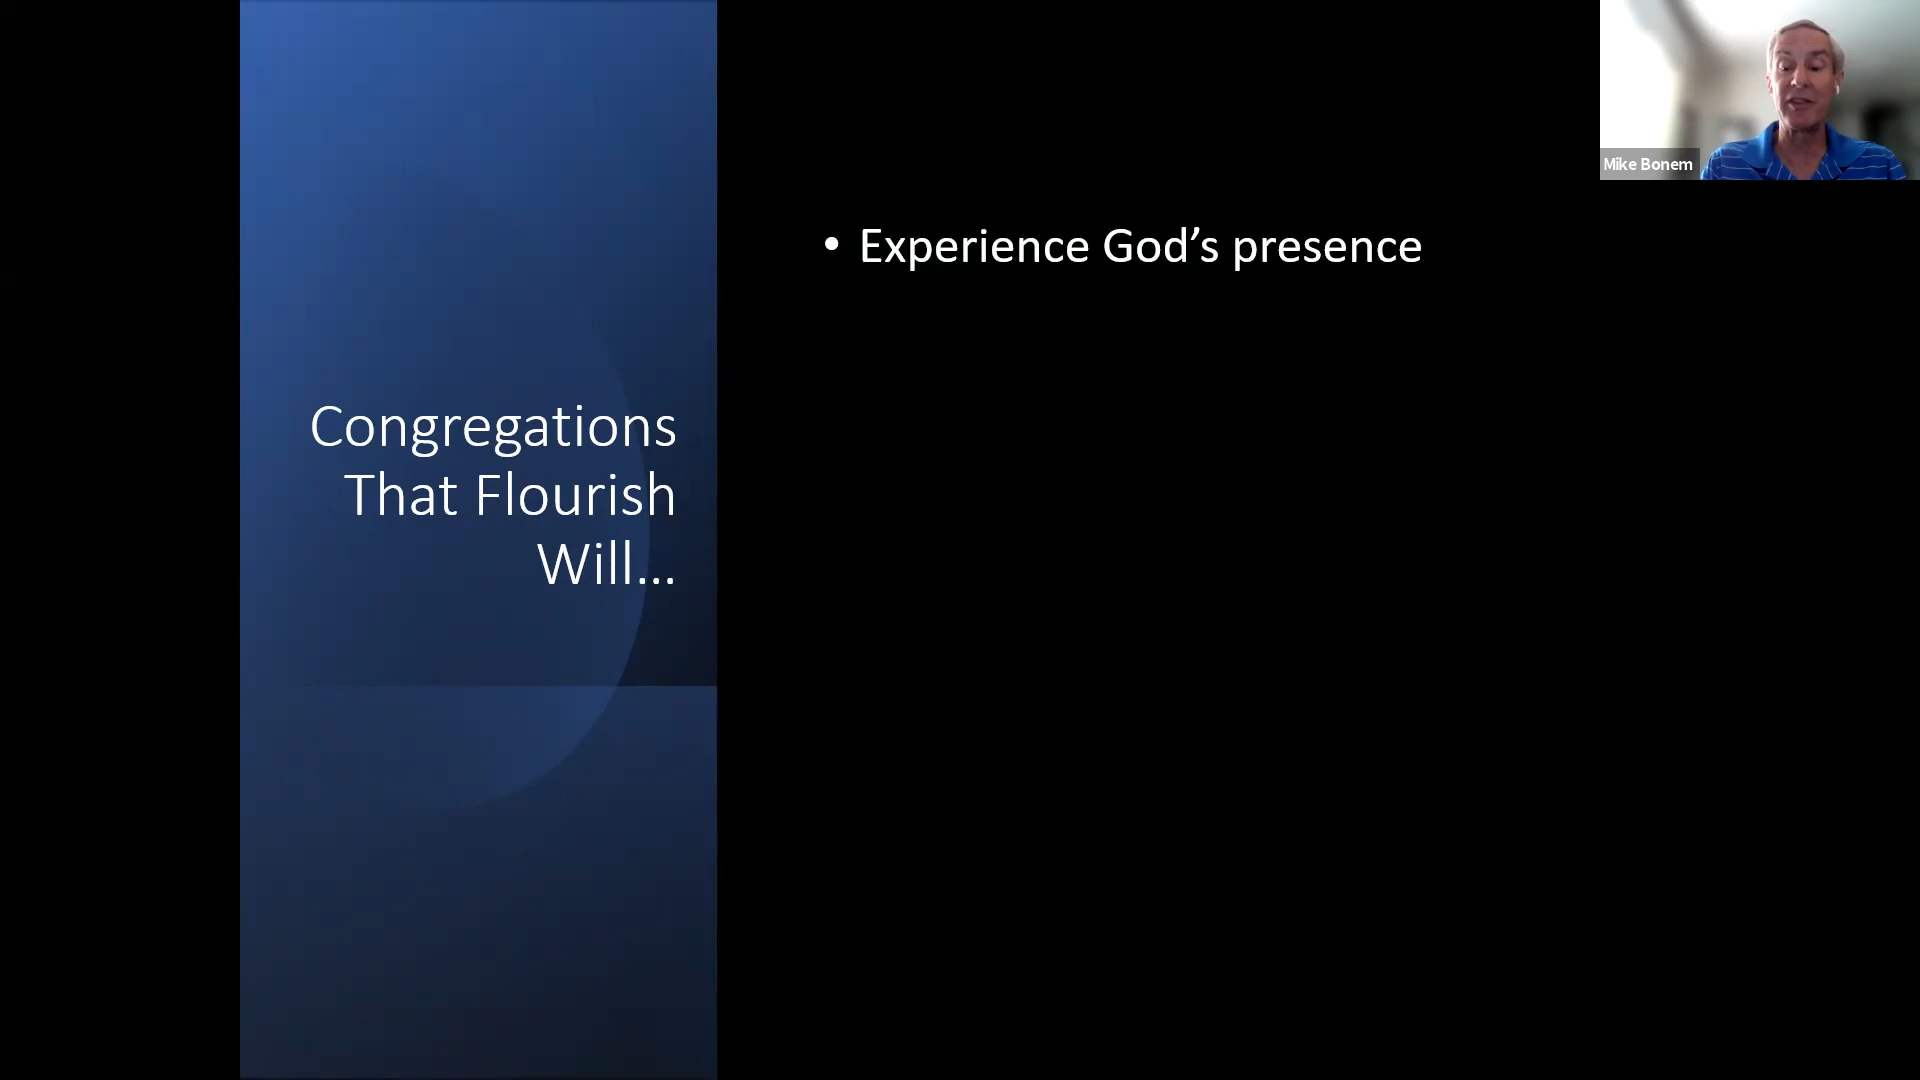 Congregations
That Flourish
Will...
• Experience God’s presence
Mike Bonem